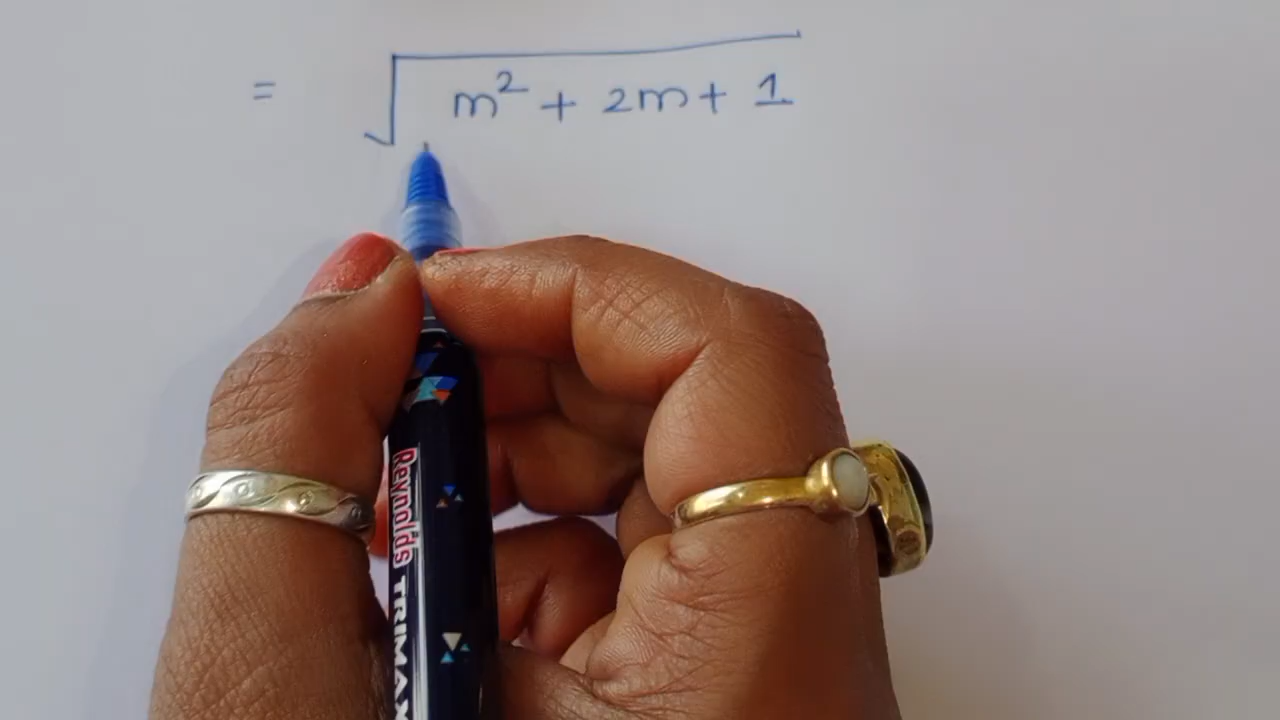 = √(m² + 2m + 1)
Reynolds TRIMAX